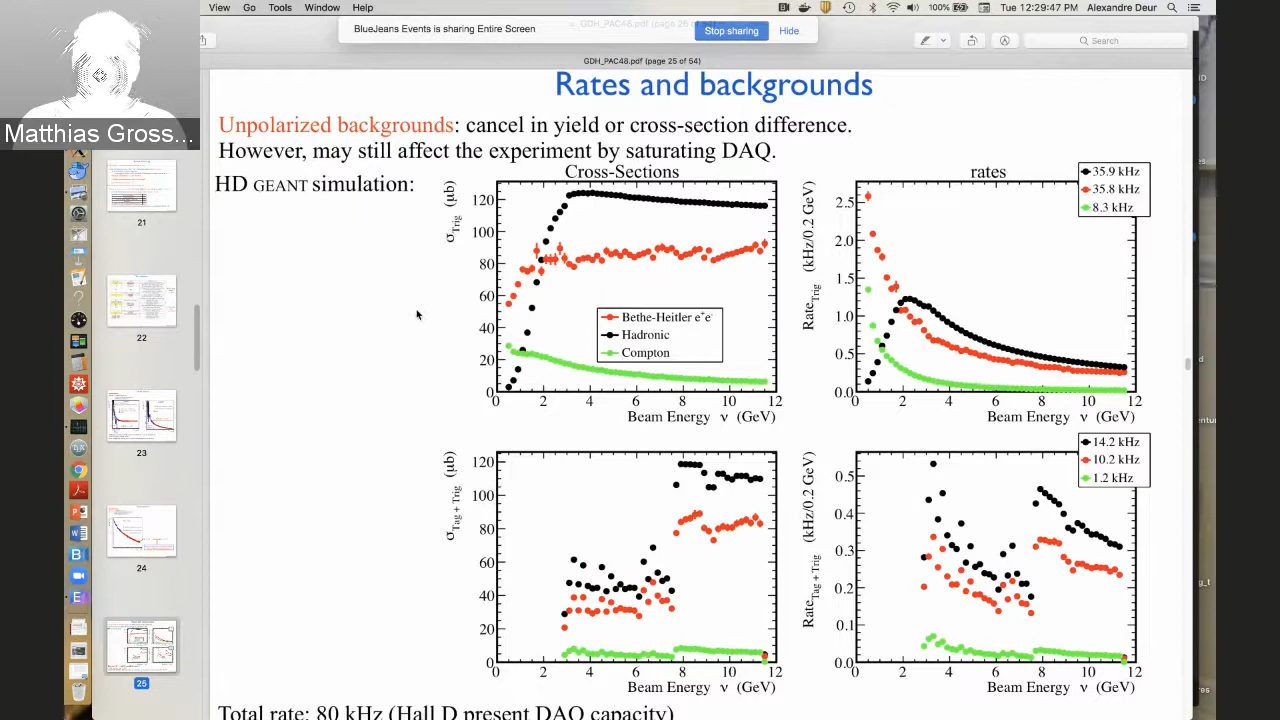 View Go Tools Window Help
100%
Tue 12:29:47 PM Alexandre Deur
BlueJeans Events is sharing Entire Screen
Stop sharing
Hide
GDH_PAC48.pdf (page 25 of 54)
Search
Matthias Gross...
21
22
23
24
25
Rates and backgrounds
Unpolarized backgrounds: cancel in yield or cross-section difference.
However, may still affect the experiment by saturating DAQ.
HD GEANT simulation:
Cross-Sections
σTrig (μb)
120
100
80
60
40
20
0
Bethe-Heitler e+e-
Hadronic
Compton
0 2 4 6 8 10 12
Beam Energy ν (GeV)
rates
35.9 kHz
35.8 kHz
8.3 kHz
RateTrig (kHz/0.2 GeV)
2.5
2.0
1.5
1.0
0.5
0.0
0 2 4 6 8 10 12
Beam Energy ν (GeV)
σTag + Trig (μb)
120
100
80
60
40
20
0
0 2 4 6 8 10 12
Beam Energy ν (GeV)
14.2 kHz
10.2 kHz
1.2 kHz
RateTag + Trig (kHz/0.2 GeV)
0.5
0.4
0.3
0.2
0.1
0.0
0 2 4 6 8 10 12
Beam Energy ν (GeV)
Total rate: 80 kHz (Hall D present DAQ capacity)